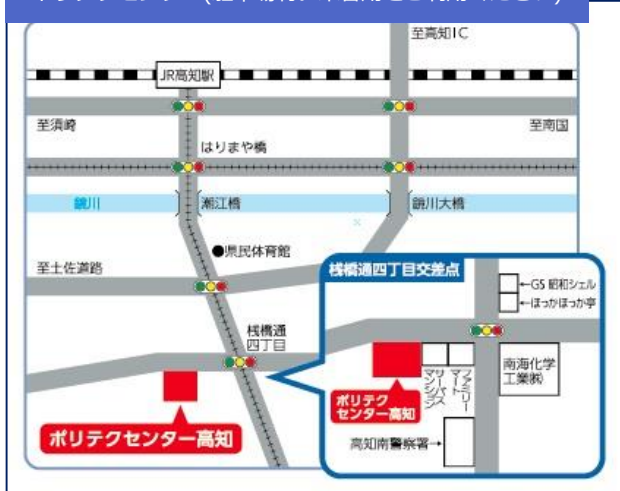 至高知IC
JR高知駅
至須崎
至南国
はりまや橋
鏡川
潮江橋
鏡川大橋
●県民体育館
至土佐道路
桟橋通
四丁目
ポリテクセンター高知
桟橋通四丁目交差点
←GS 昭和シェル
←ほっかほっか亭
南海化学
工業㈱
ファミリー
マート
サーパス
マンション
ポリテク
センター高知
高知南警察署→